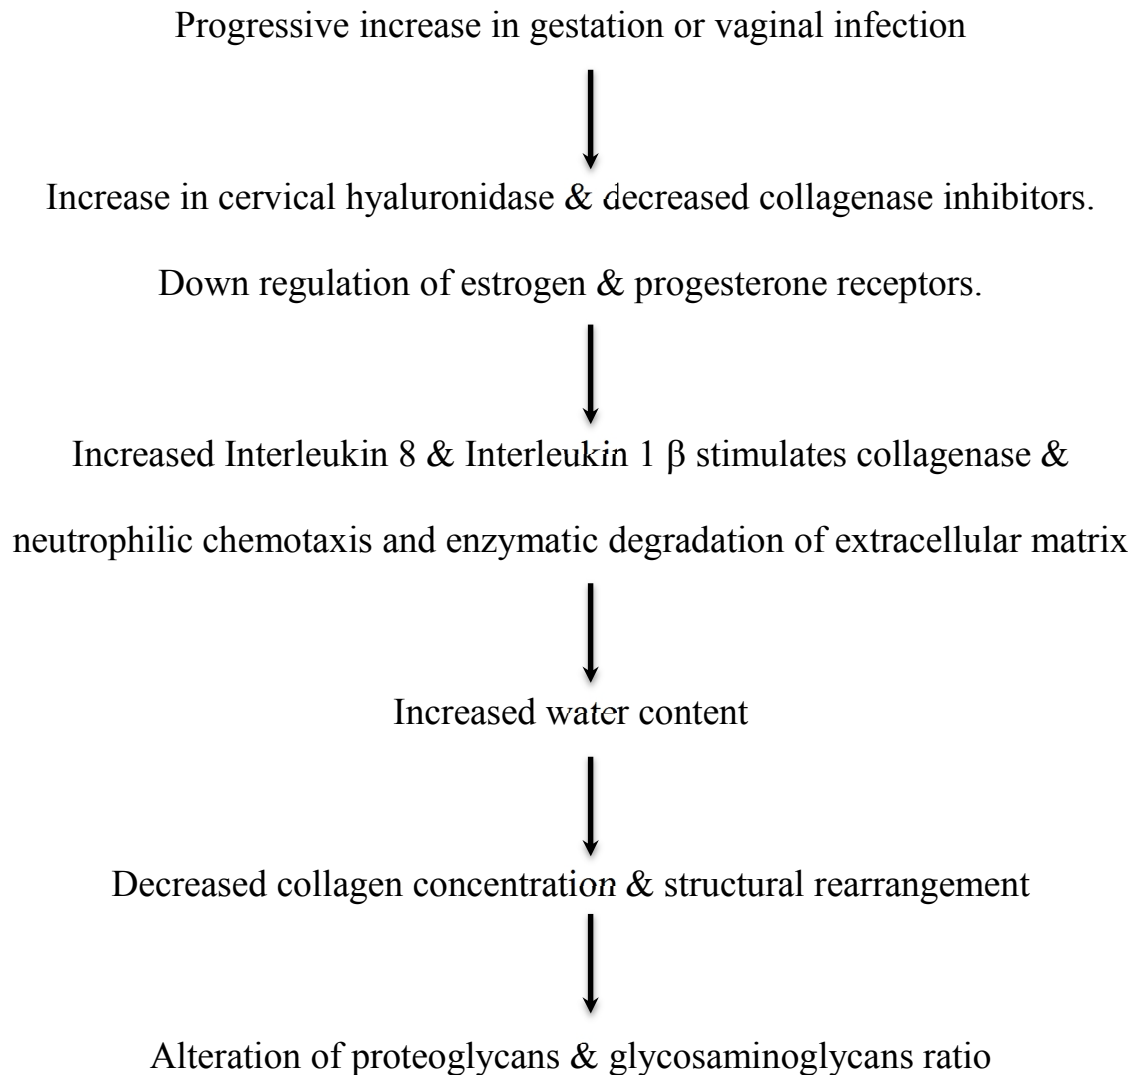 Progressive increase in gestation or vaginal infection
Increase in cervical hyaluronidase & decreased collagenase inhibitors.
Down regulation of estrogen & progesterone receptors.
Increased Interleukin 8 & Interleukin 1 β stimulates collagenase &
neutrophilic chemotaxis and enzymatic degradation of extracellular matrix
Increased water content
Decreased collagen concentration & structural rearrangement
Alteration of proteoglycans & glycosaminoglycans ratio